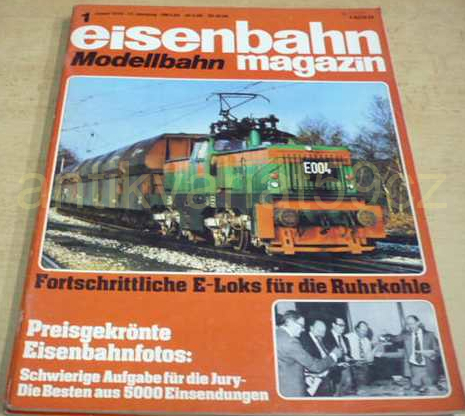 1
eisenbahn
Modellbahn magazin
E004
antikvariat09cz
Fortschrittliche E-Loks für die Ruhrkohle
Preisgekrönte
Eisenbahnfotos:
Schwierige Aufgabe für die Jury-
Die Besten aus 5000 Einsendungen